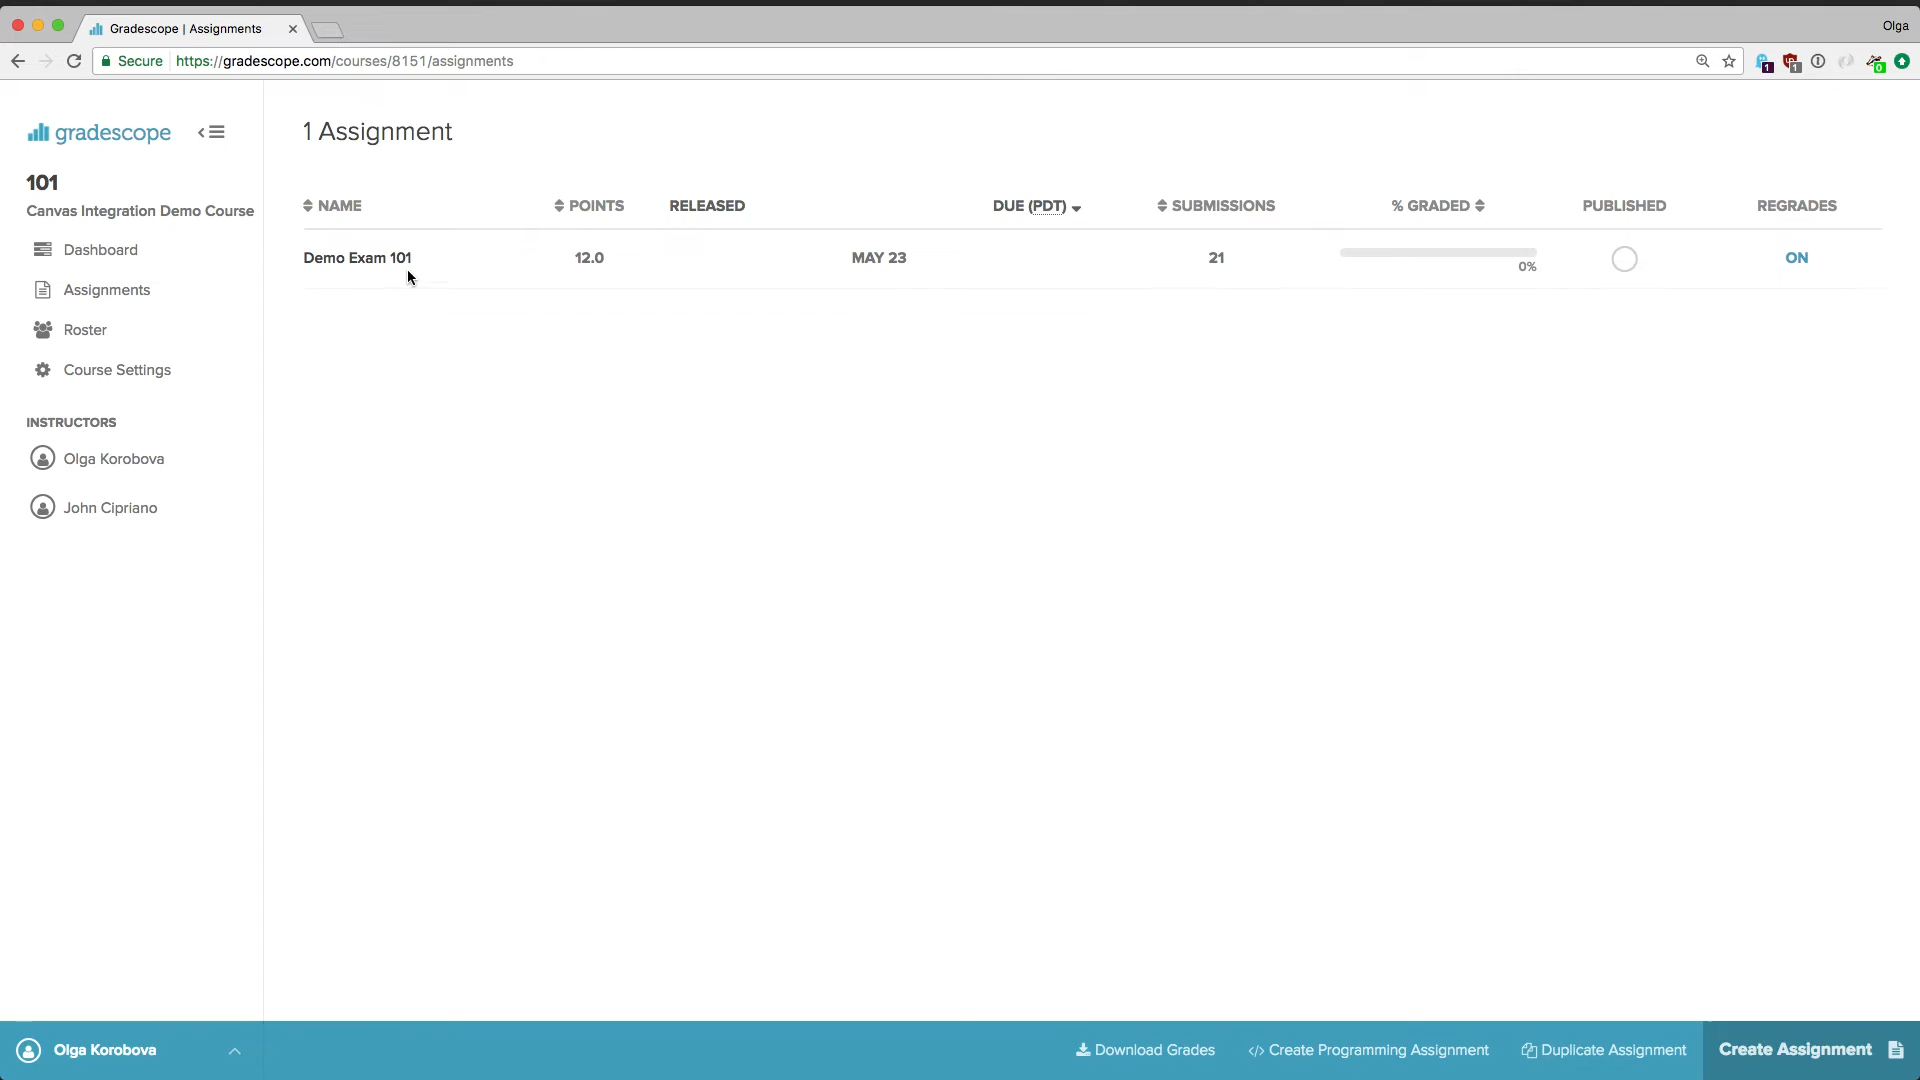 Gradescope | Assignments
Olga
Secure https://gradescope.com/courses/8151/assignments
1
1
0
gradescope
101
Canvas Integration Demo Course
Dashboard
Assignments
Roster
Course Settings
INSTRUCTORS
Olga Korobova
John Cipriano
1 Assignment
NAME POINTS RELEASED DUE (PDT) SUBMISSIONS % GRADED PUBLISHED REGRADES
Demo Exam 101 12.0 MAY 23 21 0% ON
Olga Korobova
Download Grades
</> Create Programming Assignment
Duplicate Assignment
Create Assignment